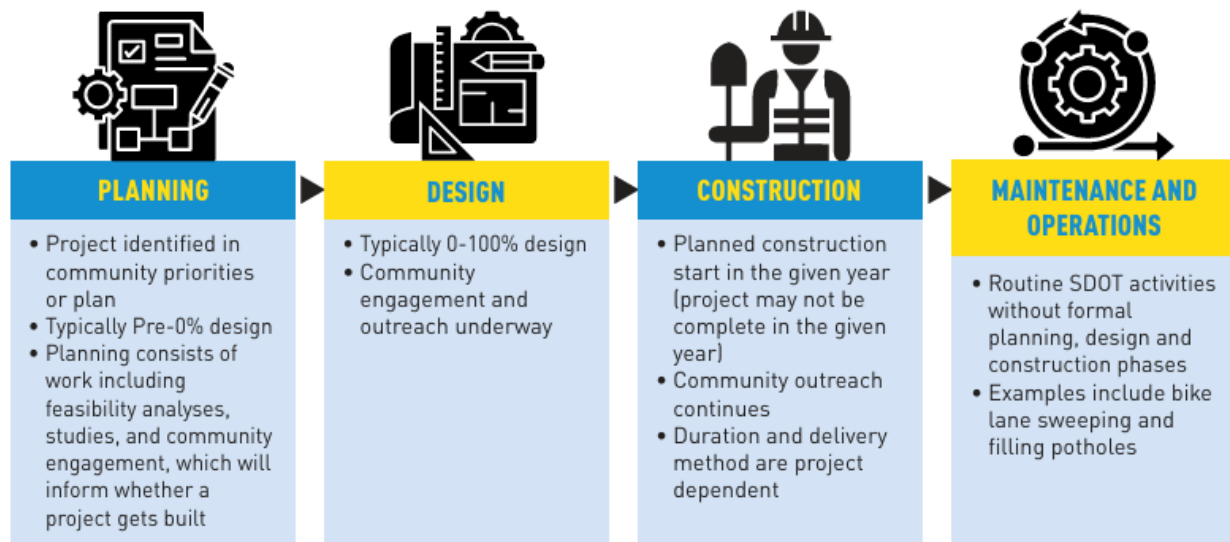 PLANNING
• Project identified in
community priorities
or plan
• Typically Pre-0% design
• Planning consists of
work including
feasibility analyses,
studies, and community
engagement, which will
inform whether a
project gets built
DESIGN
• Typically 0-100% design
• Community
engagement and
outreach underway
CONSTRUCTION
• Planned construction
start in the given year
(project may not be
complete in the given
year)
• Community outreach
continues
• Duration and delivery
method are project
dependent
MAINTENANCE AND
OPERATIONS
• Routine SDOT activities
without formal
planning, design and
construction phases
• Examples include bike
lane sweeping and
filling potholes